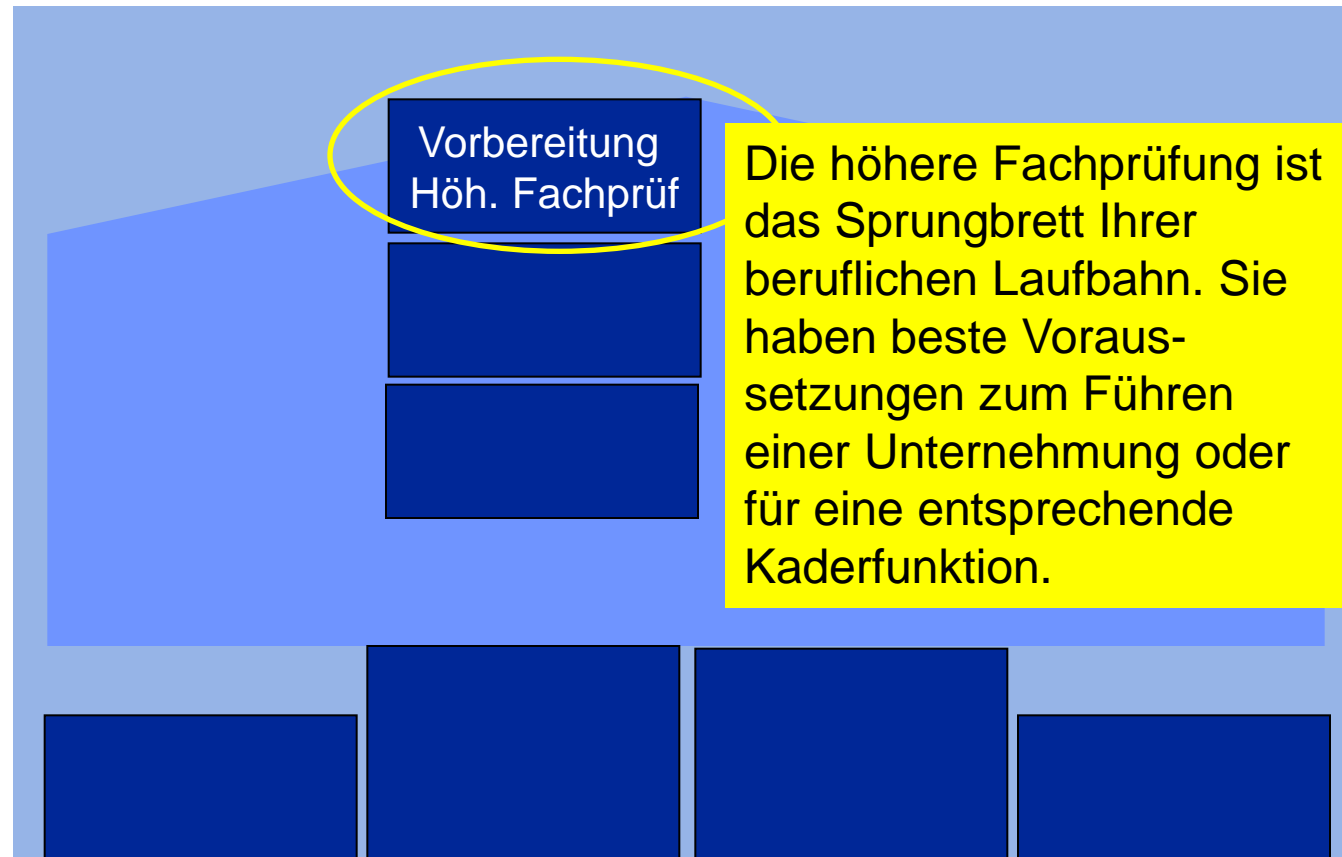 Vorbereitung
Höh. Fachprüf
Die höhere Fachprüfung ist
das Sprungbrett Ihrer
beruflichen Laufbahn. Sie
haben beste Voraus-
setzungen zum Führen
einer Unternehmung oder
für eine entsprechende
Kaderfunktion.